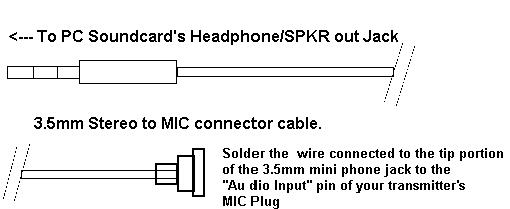 <--- To PC Soundcard's Headphone/SPKR out Jack
3.5mm Stereo to MIC connector cable.
Solder the wire connected to the tip portion
of the 3.5mm mini phone jack to the
"Au dio Input" pin of your transmitter's
MIC Plug